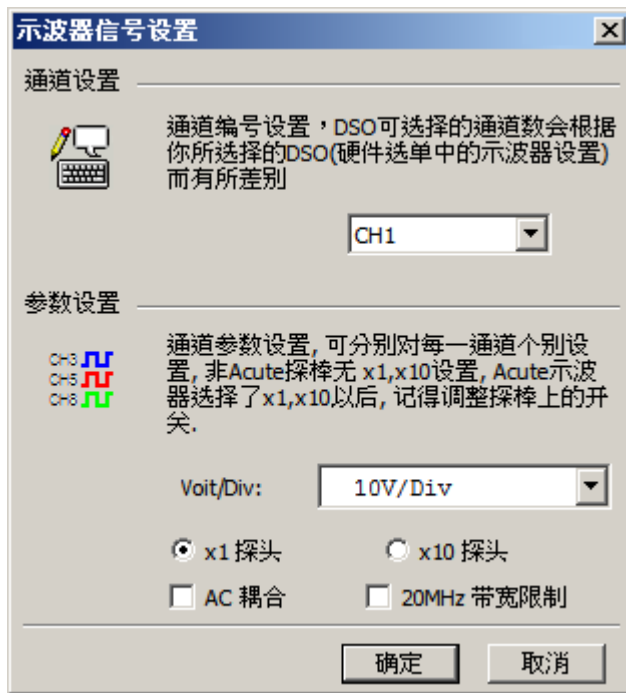 示波器信号设置
通道设置
通道编号设置，DSO可选择的通道数会根据
你所选择的DSO(硬件选单中的示波器设置)
而有所差别
CH1
参数设置
CH3
CH5
CH8
通道参数设置, 可分别对每一通道个别设
置, 非Acute探棒无 x1,x10设置, Acute示波
器选择了x1,x10以后, 记得调整探棒上的开
关.
Voit/Div: 10V/Div
x1 探头 x10 探头
AC 耦合 20MHz 带宽限制
确定 取消